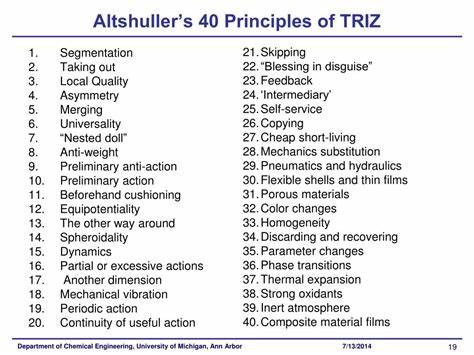 Altshuller's 40 Principles of TRIZ
1. Segmentation
2. Taking out
3. Local Quality
4. Asymmetry
5. Merging
6. Universality
7. “Nested doll”
8. Anti-weight
9. Preliminary anti-action
10. Preliminary action
11. Beforehand cushioning
12. Equipotentiality
13. The other way around
14. Spheroidality
15. Dynamics
16. Partial or excessive actions
17. Another dimension
18. Mechanical vibration
19. Periodic action
20. Continuity of useful action
21. Skipping
22. “Blessing in disguise”
23. Feedback
24. ‘Intermediary’
25. Self-service
26. Copying
27. Cheap short-living
28. Mechanics substitution
29. Pneumatics and hydraulics
30. Flexible shells and thin films
31. Porous materials
32. Color changes
33. Homogeneity
34. Discarding and recovering
35. Parameter changes
36. Phase transitions
37. Thermal expansion
38. Strong oxidants
39. Inert atmosphere
40. Composite material films
Department of Chemical Engineering, University of Michigan, Ann Arbor 7/13/2014 19